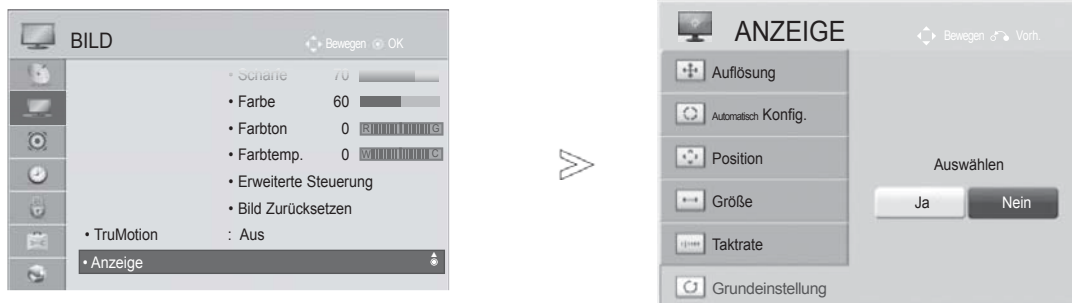 BILD
Bewegen OK
• Schärfe 70
• Farbe 60
• Farbton 0 R G
• Farbtemp. 0 W C
• Erweiterte Steuerung
• Bild Zurücksetzen
• TruMotion : Aus
• Anzeige
ANZEIGE
Bewegen Vorh.
Auflösung
Automatisch Konfig.
Position
Größe
Taktrate
Grundeinstellung
Auswählen
Ja Nein